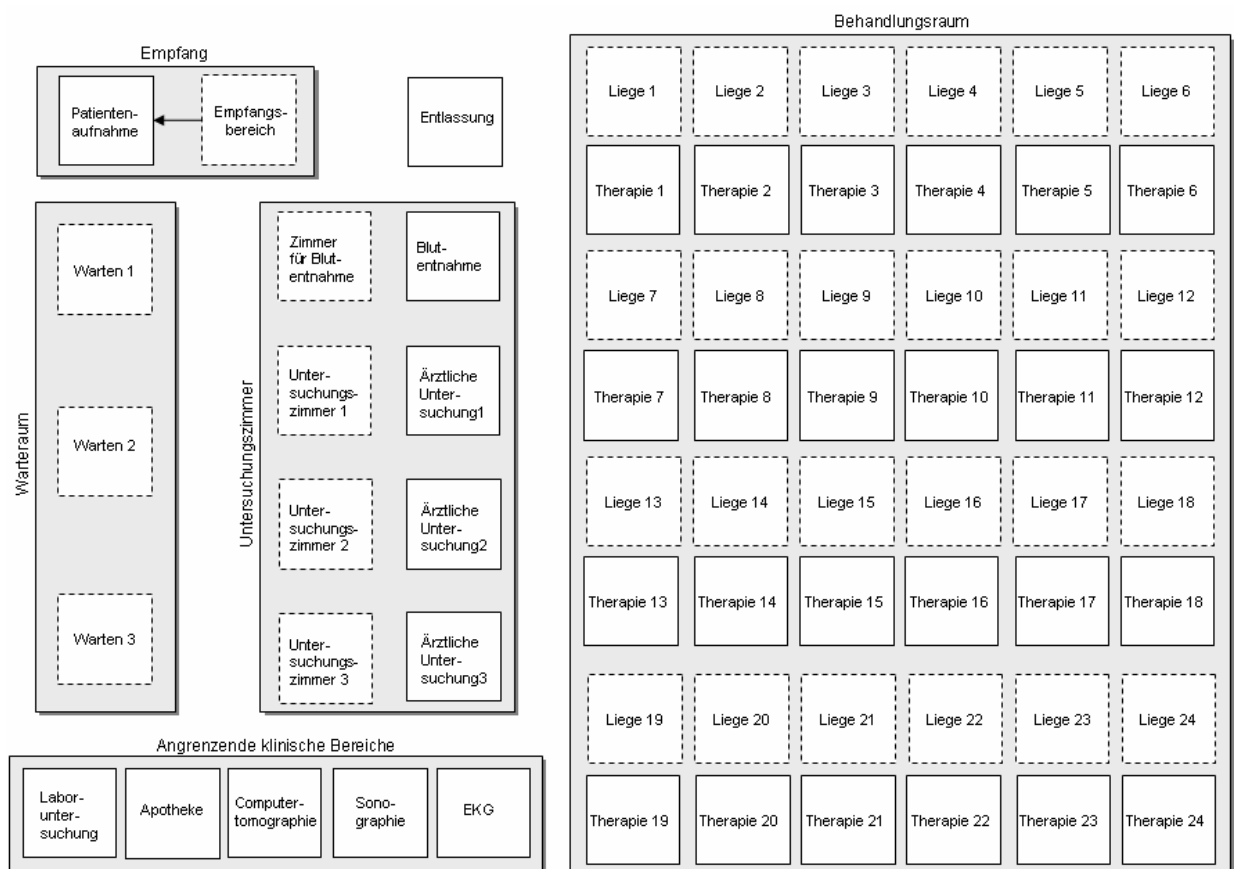 Empfang
Patienten-
aufnahme
Empfangs-
bereich
Entlassung
Warteraum
Warten 1
Warten 2
Warten 3
Untersuchungszimmer
Zimmer
für Blut-
entnahme
Blut-
entnahme
Unter-
suchungs-
zimmer 1
Ärztliche
Unter-
suchung1
Unter-
suchungs-
zimmer 2
Ärztliche
Unter-
suchung2
Unter-
suchungs-
zimmer 3
Ärztliche
Unter-
suchung3
Angrenzende klinische Bereiche
Labor-
unter-
suchung
Apotheke
Computer-
tomographie
Sono-
graphie
EKG
Behandlungsraum
Liege 1
Liege 2
Liege 3
Liege 4
Liege 5
Liege 6
Therapie 1
Therapie 2
Therapie 3
Therapie 4
Therapie 5
Therapie 6
Liege 7
Liege 8
Liege 9
Liege 10
Liege 11
Liege 12
Therapie 7
Therapie 8
Therapie 9
Therapie 10
Therapie 11
Therapie 12
Liege 13
Liege 14
Liege 15
Liege 16
Liege 17
Liege 18
Therapie 13
Therapie 14
Therapie 15
Therapie 16
Therapie 17
Therapie 18
Liege 19
Liege 20
Liege 21
Liege 22
Liege 23
Liege 24
Therapie 19
Therapie 20
Therapie 21
Therapie 22
Therapie 23
Therapie 24